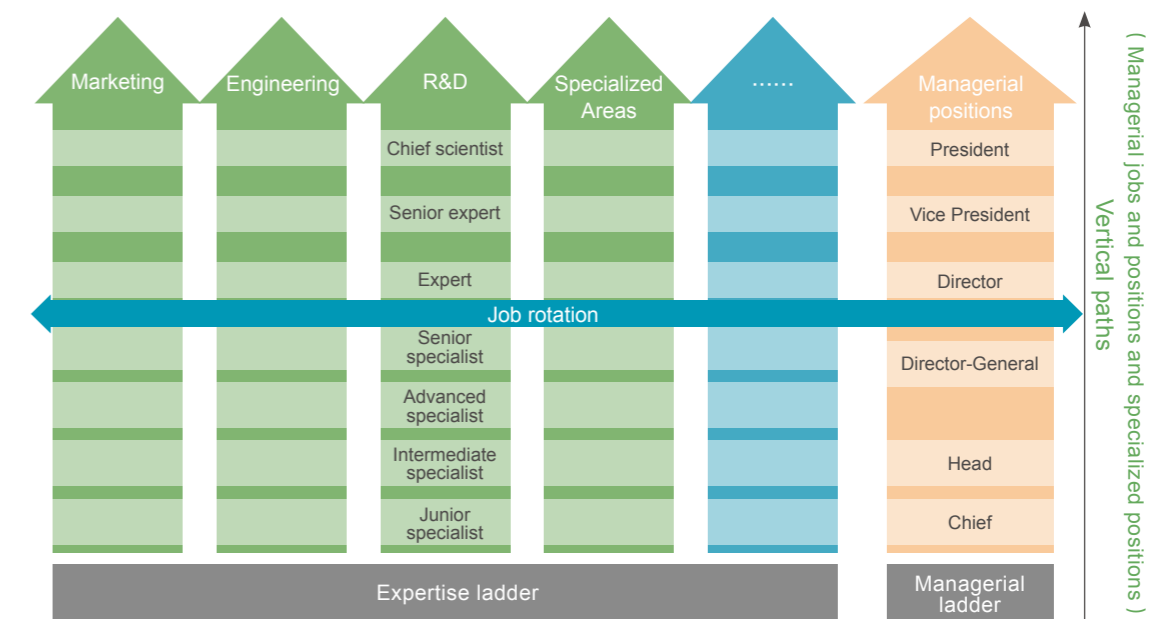 Marketing
Engineering
R&D
Specialized
Areas
......
Managerial
positions
Chief scientist
President
Senior expert
Vice President
Expert
Director
Job rotation
Senior
specialist
Director-General
Advanced
specialist
Intermediate
specialist
Head
Junior
specialist
Chief
Expertise ladder
Managerial
ladder
Vertical paths
( Managerial jobs and positions and specialized positions )